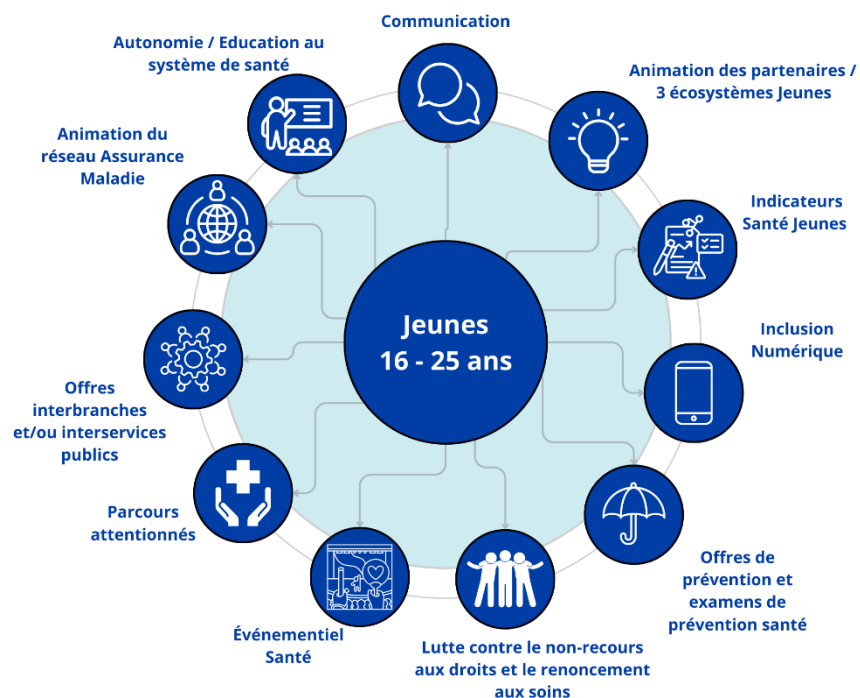 Communication
Autonomie / Education au
système de santé
Animation des partenaires /
3 écosystèmes Jeunes
Animation du
réseau Assurance
Maladie
Indicateurs
Santé Jeunes
Jeunes
16 - 25 ans
Inclusion
Numérique
Offres
interbranches
et/ou interservices
publics
Parcours
attentionnés
Offres de
prévention et
examens de
prévention santé
Événementiel
Santé
Lutte contre le non-recours
aux droits et le renoncement
aux soins